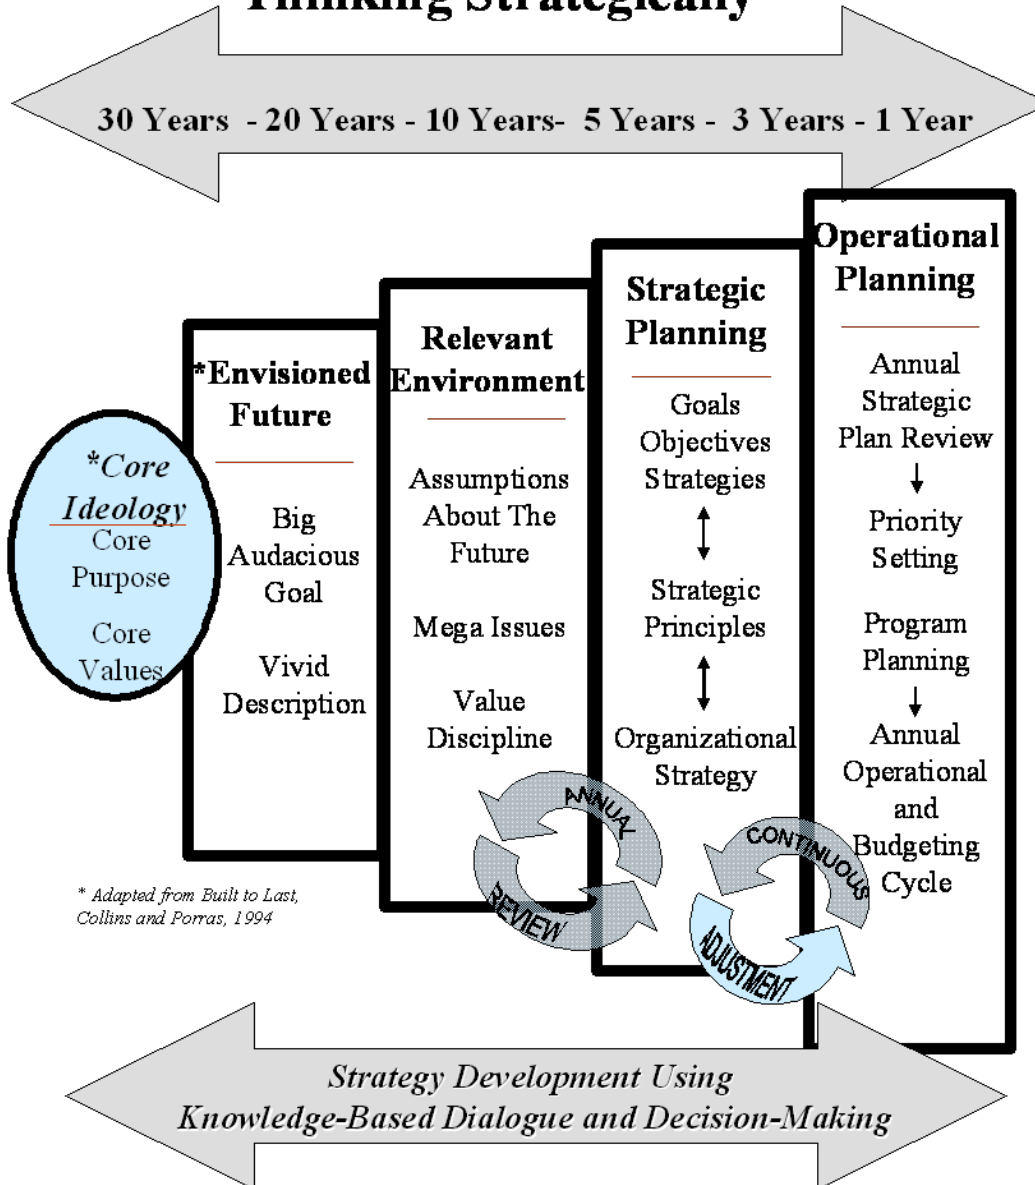 Thinking Strategically
30 Years - 20 Years - 10 Years- 5 Years - 3 Years - 1 Year
*Core
Ideology
Core
Purpose
Core
Values
*Envisioned
Future
Big
Audacious
Goal
Vivid
Description
Relevant
Environment
Assumptions
About The
Future
Mega Issues
Value
Discipline
Strategic
Planning
Goals
Objectives
Strategies
Strategic
Principles
Organizational
Strategy
Operational
Planning
Annual
Strategic
Plan Review
Priority
Setting
Program
Planning
Annual
Operational
and
Budgeting
Cycle
ANNUAL
REVIEW
CONTINUOUS
ADJUSTMENT
* Adapted from Built to Last,
Collins and Porras, 1994
Strategy Development Using
Knowledge-Based Dialogue and Decision-Making